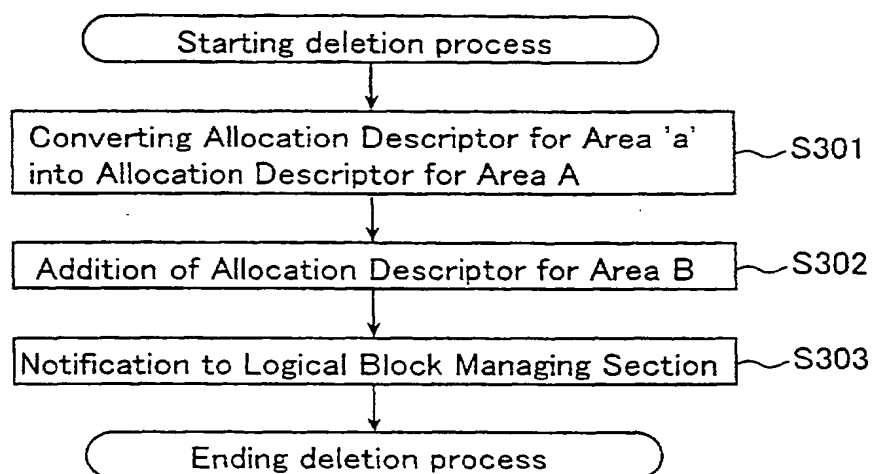 Starting deletion process
Converting Allocation Descriptor for Area 'a'
into Allocation Descriptor for Area A
S301
Addition of Allocation Descriptor for Area B
S302
Notification to Logical Block Managing Section
S303
Ending deletion process